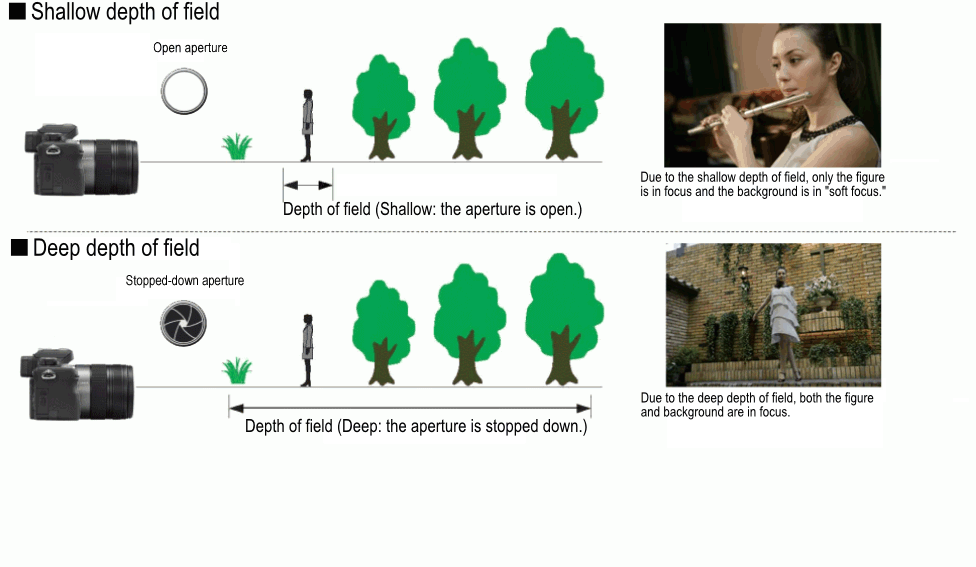 Shallow depth of field
Open aperture
Depth of field (Shallow: the aperture is open.)
Due to the shallow depth of field, only the figure
is in focus and the background is in "soft focus."
Deep depth of field
Stopped-down aperture
Depth of field (Deep: the aperture is stopped down.)
Due to the deep depth of field, both the figure
and background are in focus.